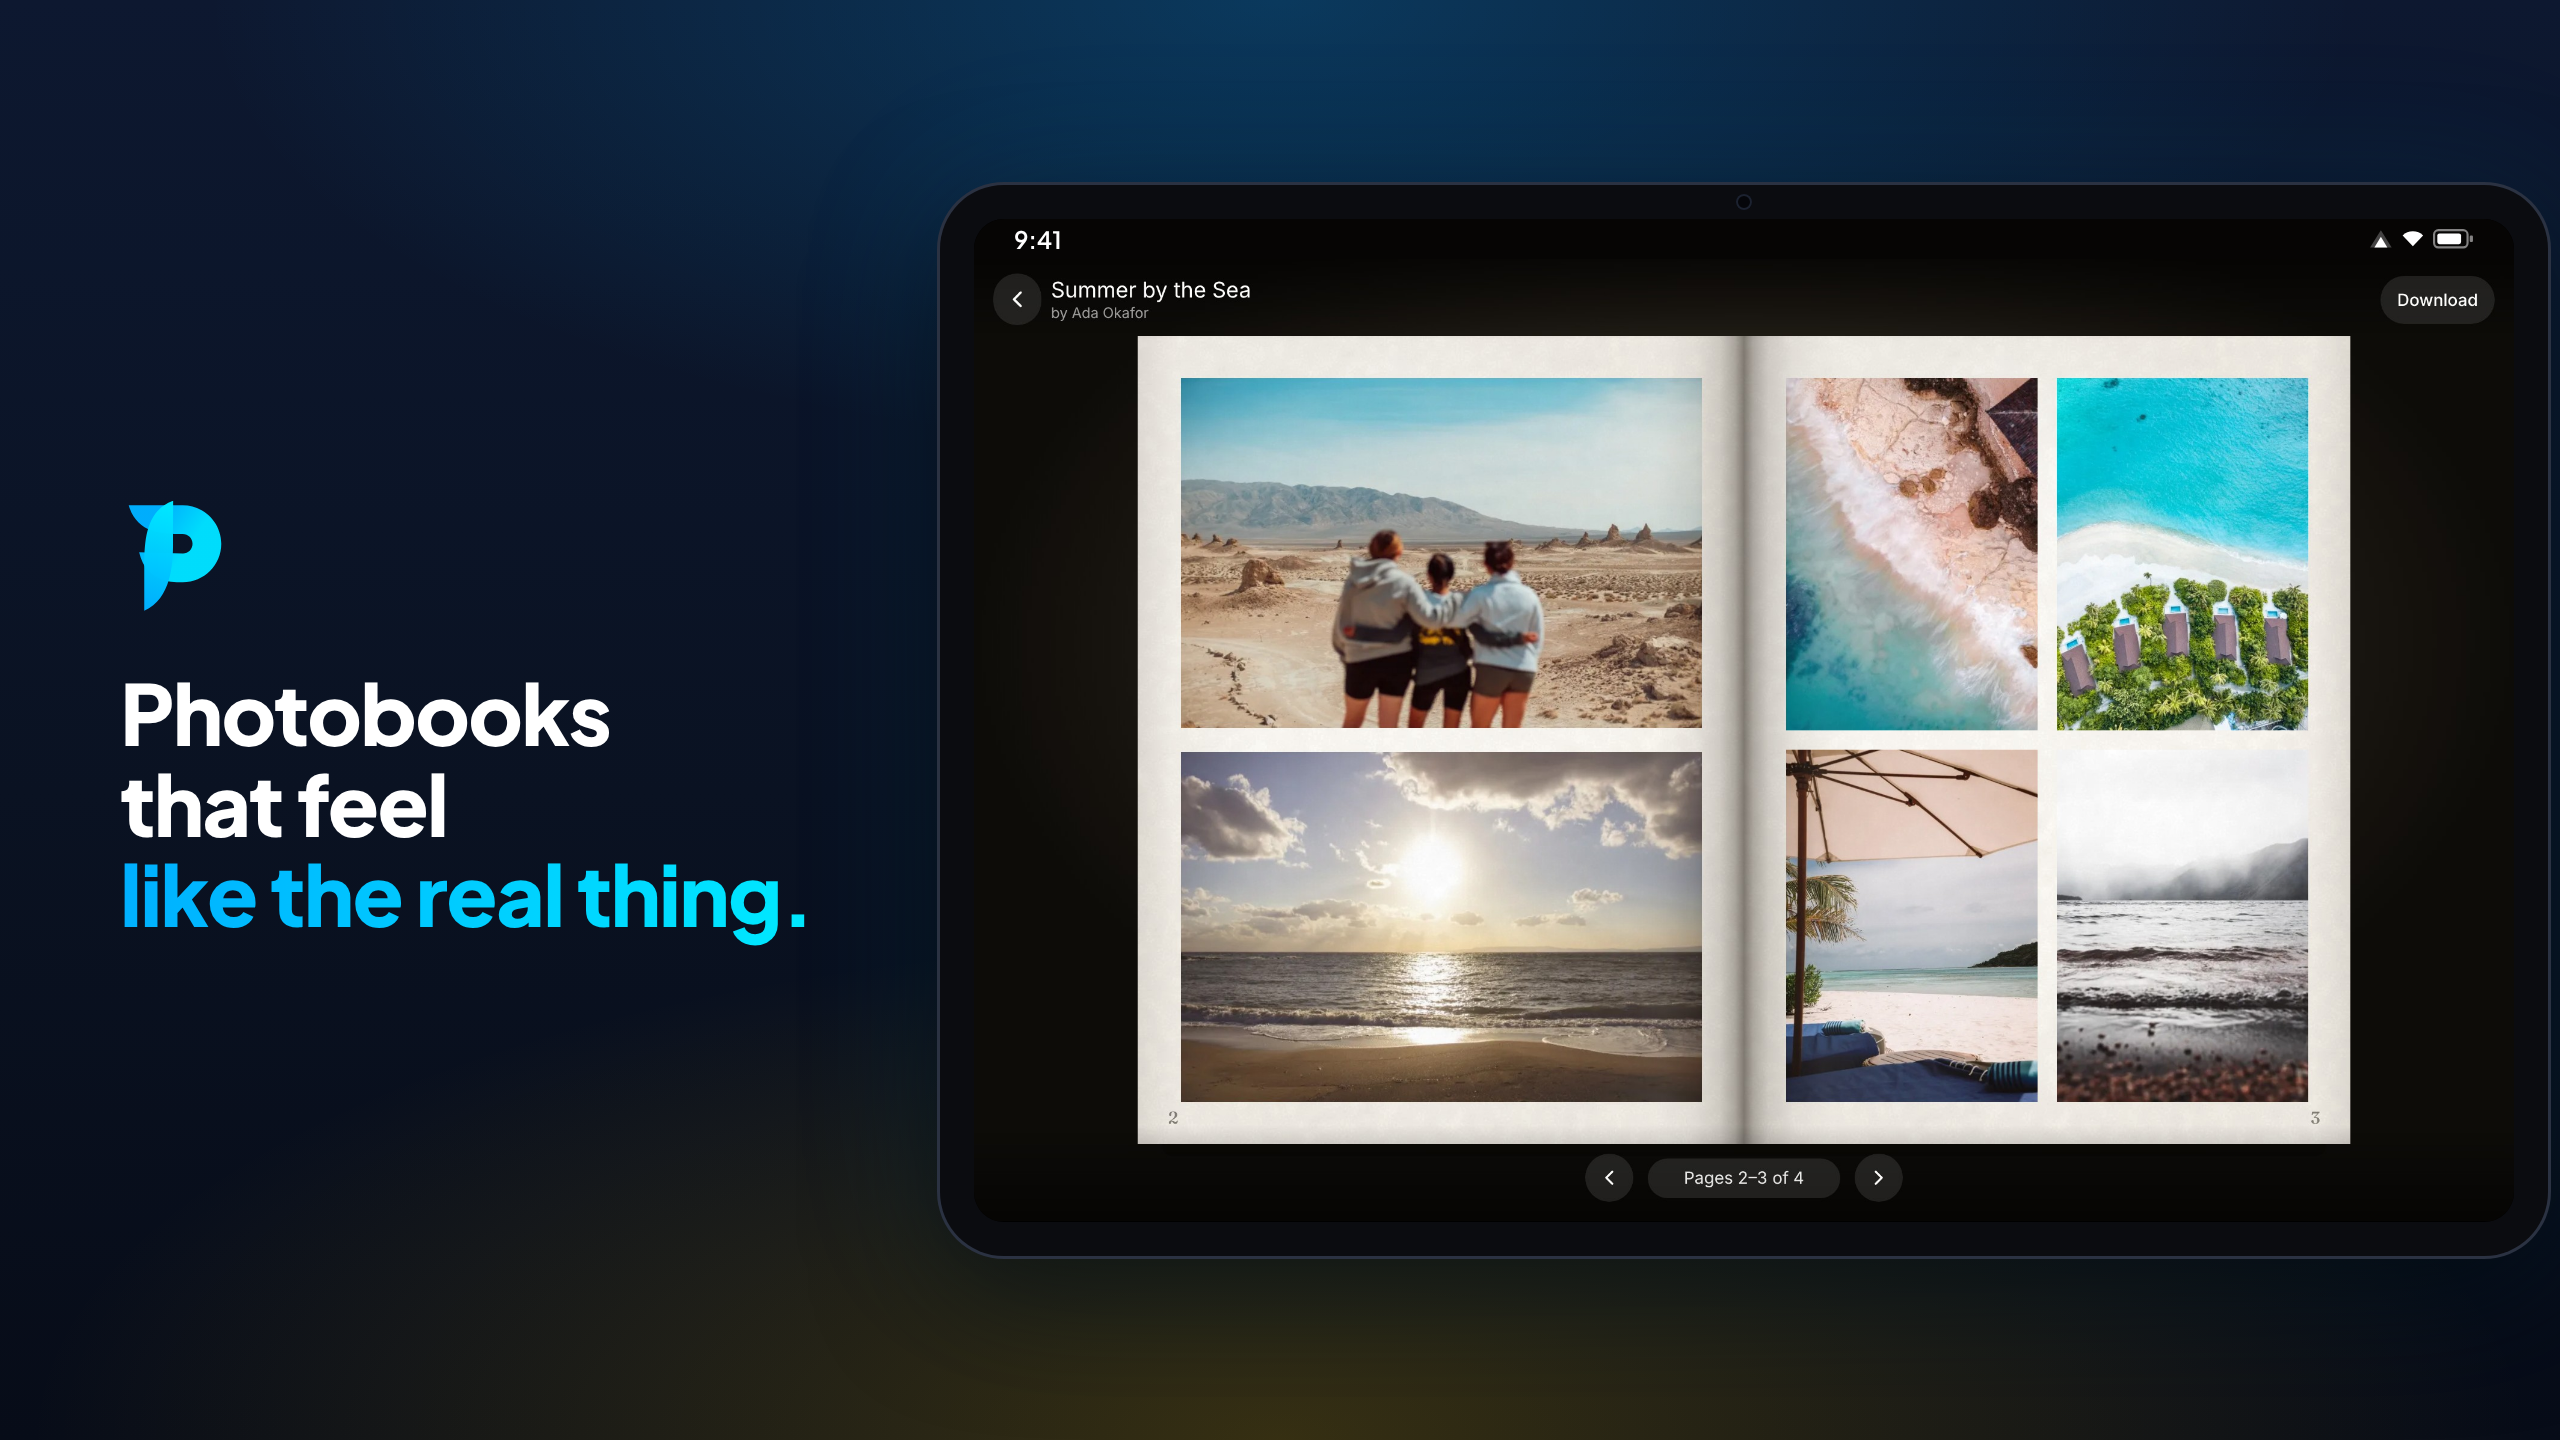 Photobooks
that feel
like the real thing.
9:41
Summer by the Sea
by Ada Okafor
Download
2
3
Pages 2–3 of 4